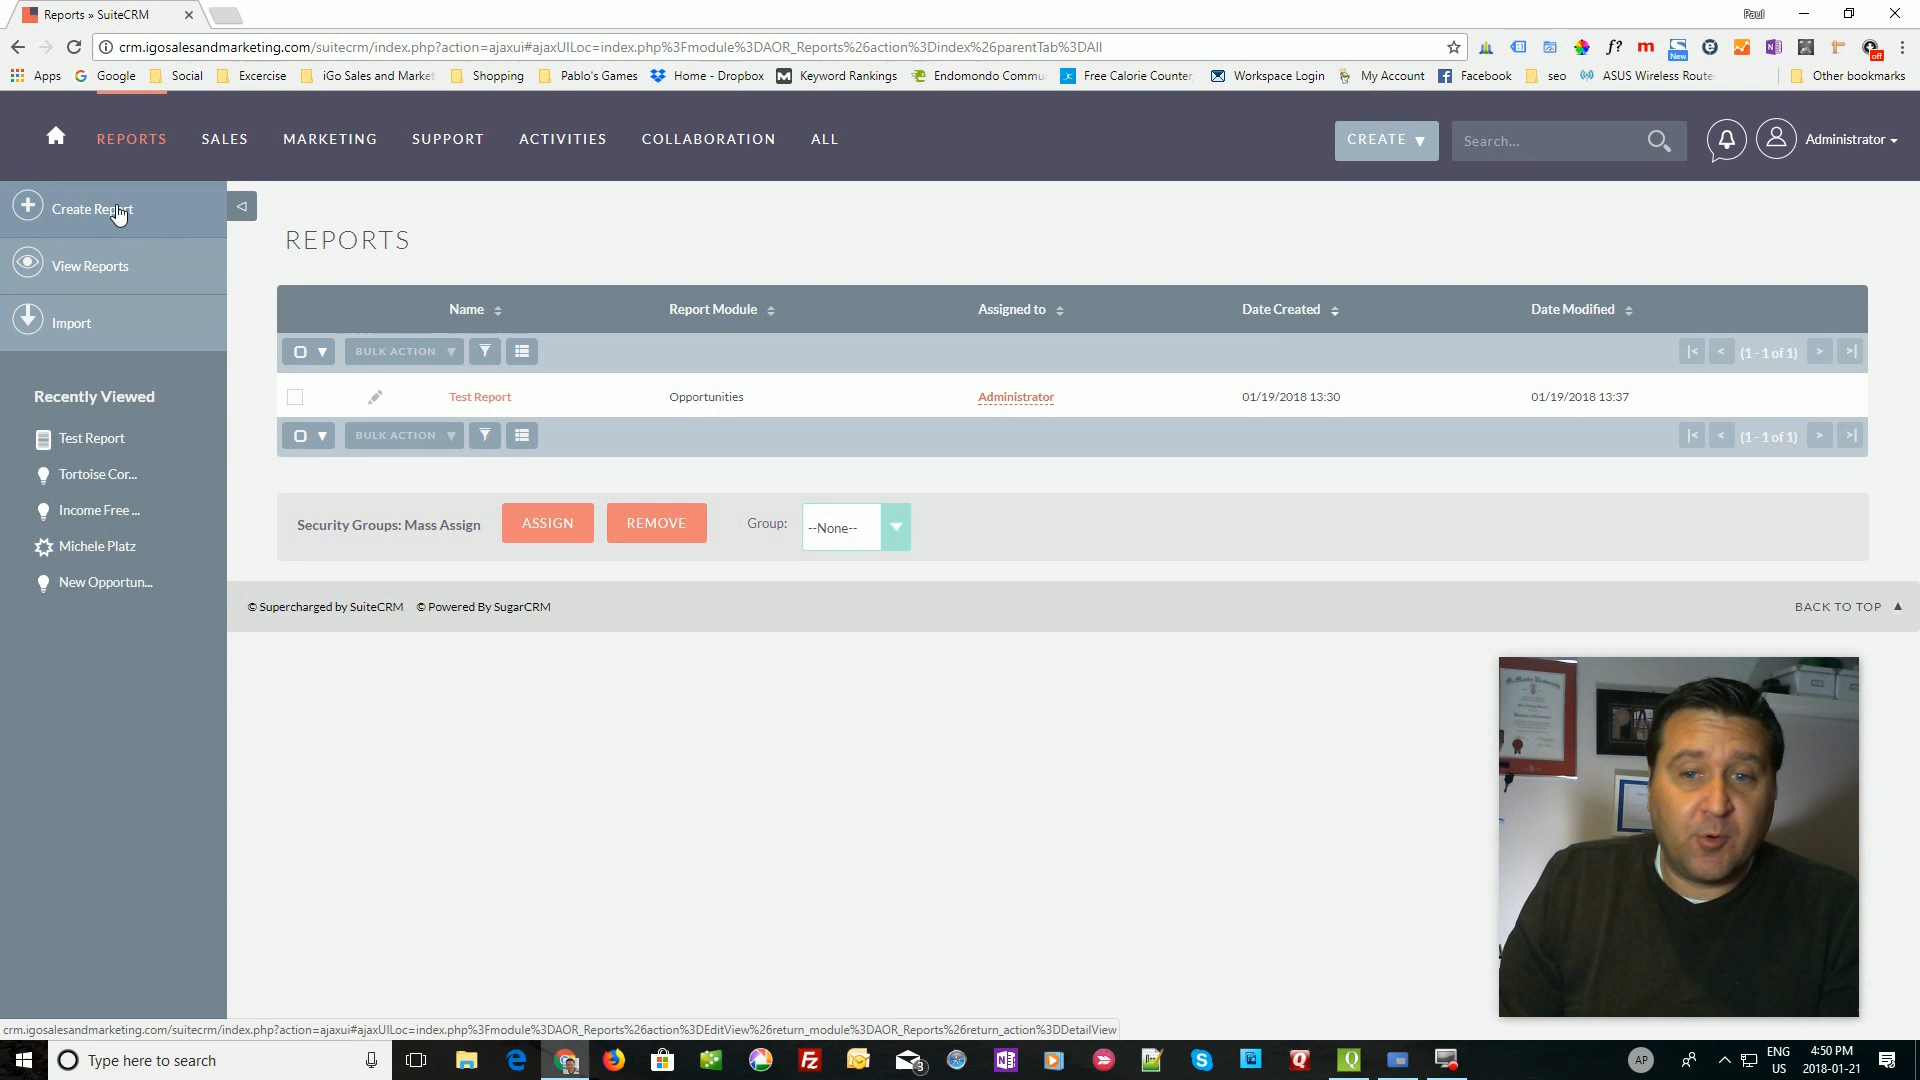 Reports » SuiteCRM
Paul
crm.igosalesandmarketing.com/suitecrm/index.php?action=ajaxui#ajaxUILoc=index.php%3Fmodule%3DAOR_Reports%26action%3Dindex%26parentTab%3DAll
f?
m
New
off
Apps
Google
Social
Excercise
iGo Sales and Market
Shopping
Pablo's Games
Home - Dropbox
Keyword Rankings
Endomondo Commu
Free Calorie Counter,
Workspace Login
My Account
Facebook
seo
ASUS Wireless Route
Other bookmarks
REPORTS
SALES
MARKETING
SUPPORT
ACTIVITIES
COLLABORATION
ALL
CREATE
Search...
Administrator
Create Report
View Reports
Import
Recently Viewed
Test Report
Tortoise Cor...
Income Free ...
Michele Platz
New Opportun...
REPORTS
Name
Report Module
Assigned to
Date Created
Date Modified
BULK ACTION
(1 - 1 of 1)
Test Report
Opportunities
Administrator
01/19/2018 13:30
01/19/2018 13:37
BULK ACTION
(1 - 1 of 1)
Security Groups: Mass Assign
ASSIGN
REMOVE
Group:
--None--
© Supercharged by SuiteCRM
© Powered By SugarCRM
BACK TO TOP
McMaster University
crm.igosalesandmarketing.com/suitecrm/index.php?action=ajaxui#ajaxUILoc=index.php%3Fmodule%3DAOR_Reports%26action%3DEditView%26return_module%3DAOR_Reports%26return_action%3DDetailView
Type here to search
3
AP
ENG
US
4:50 PM
2018-01-21